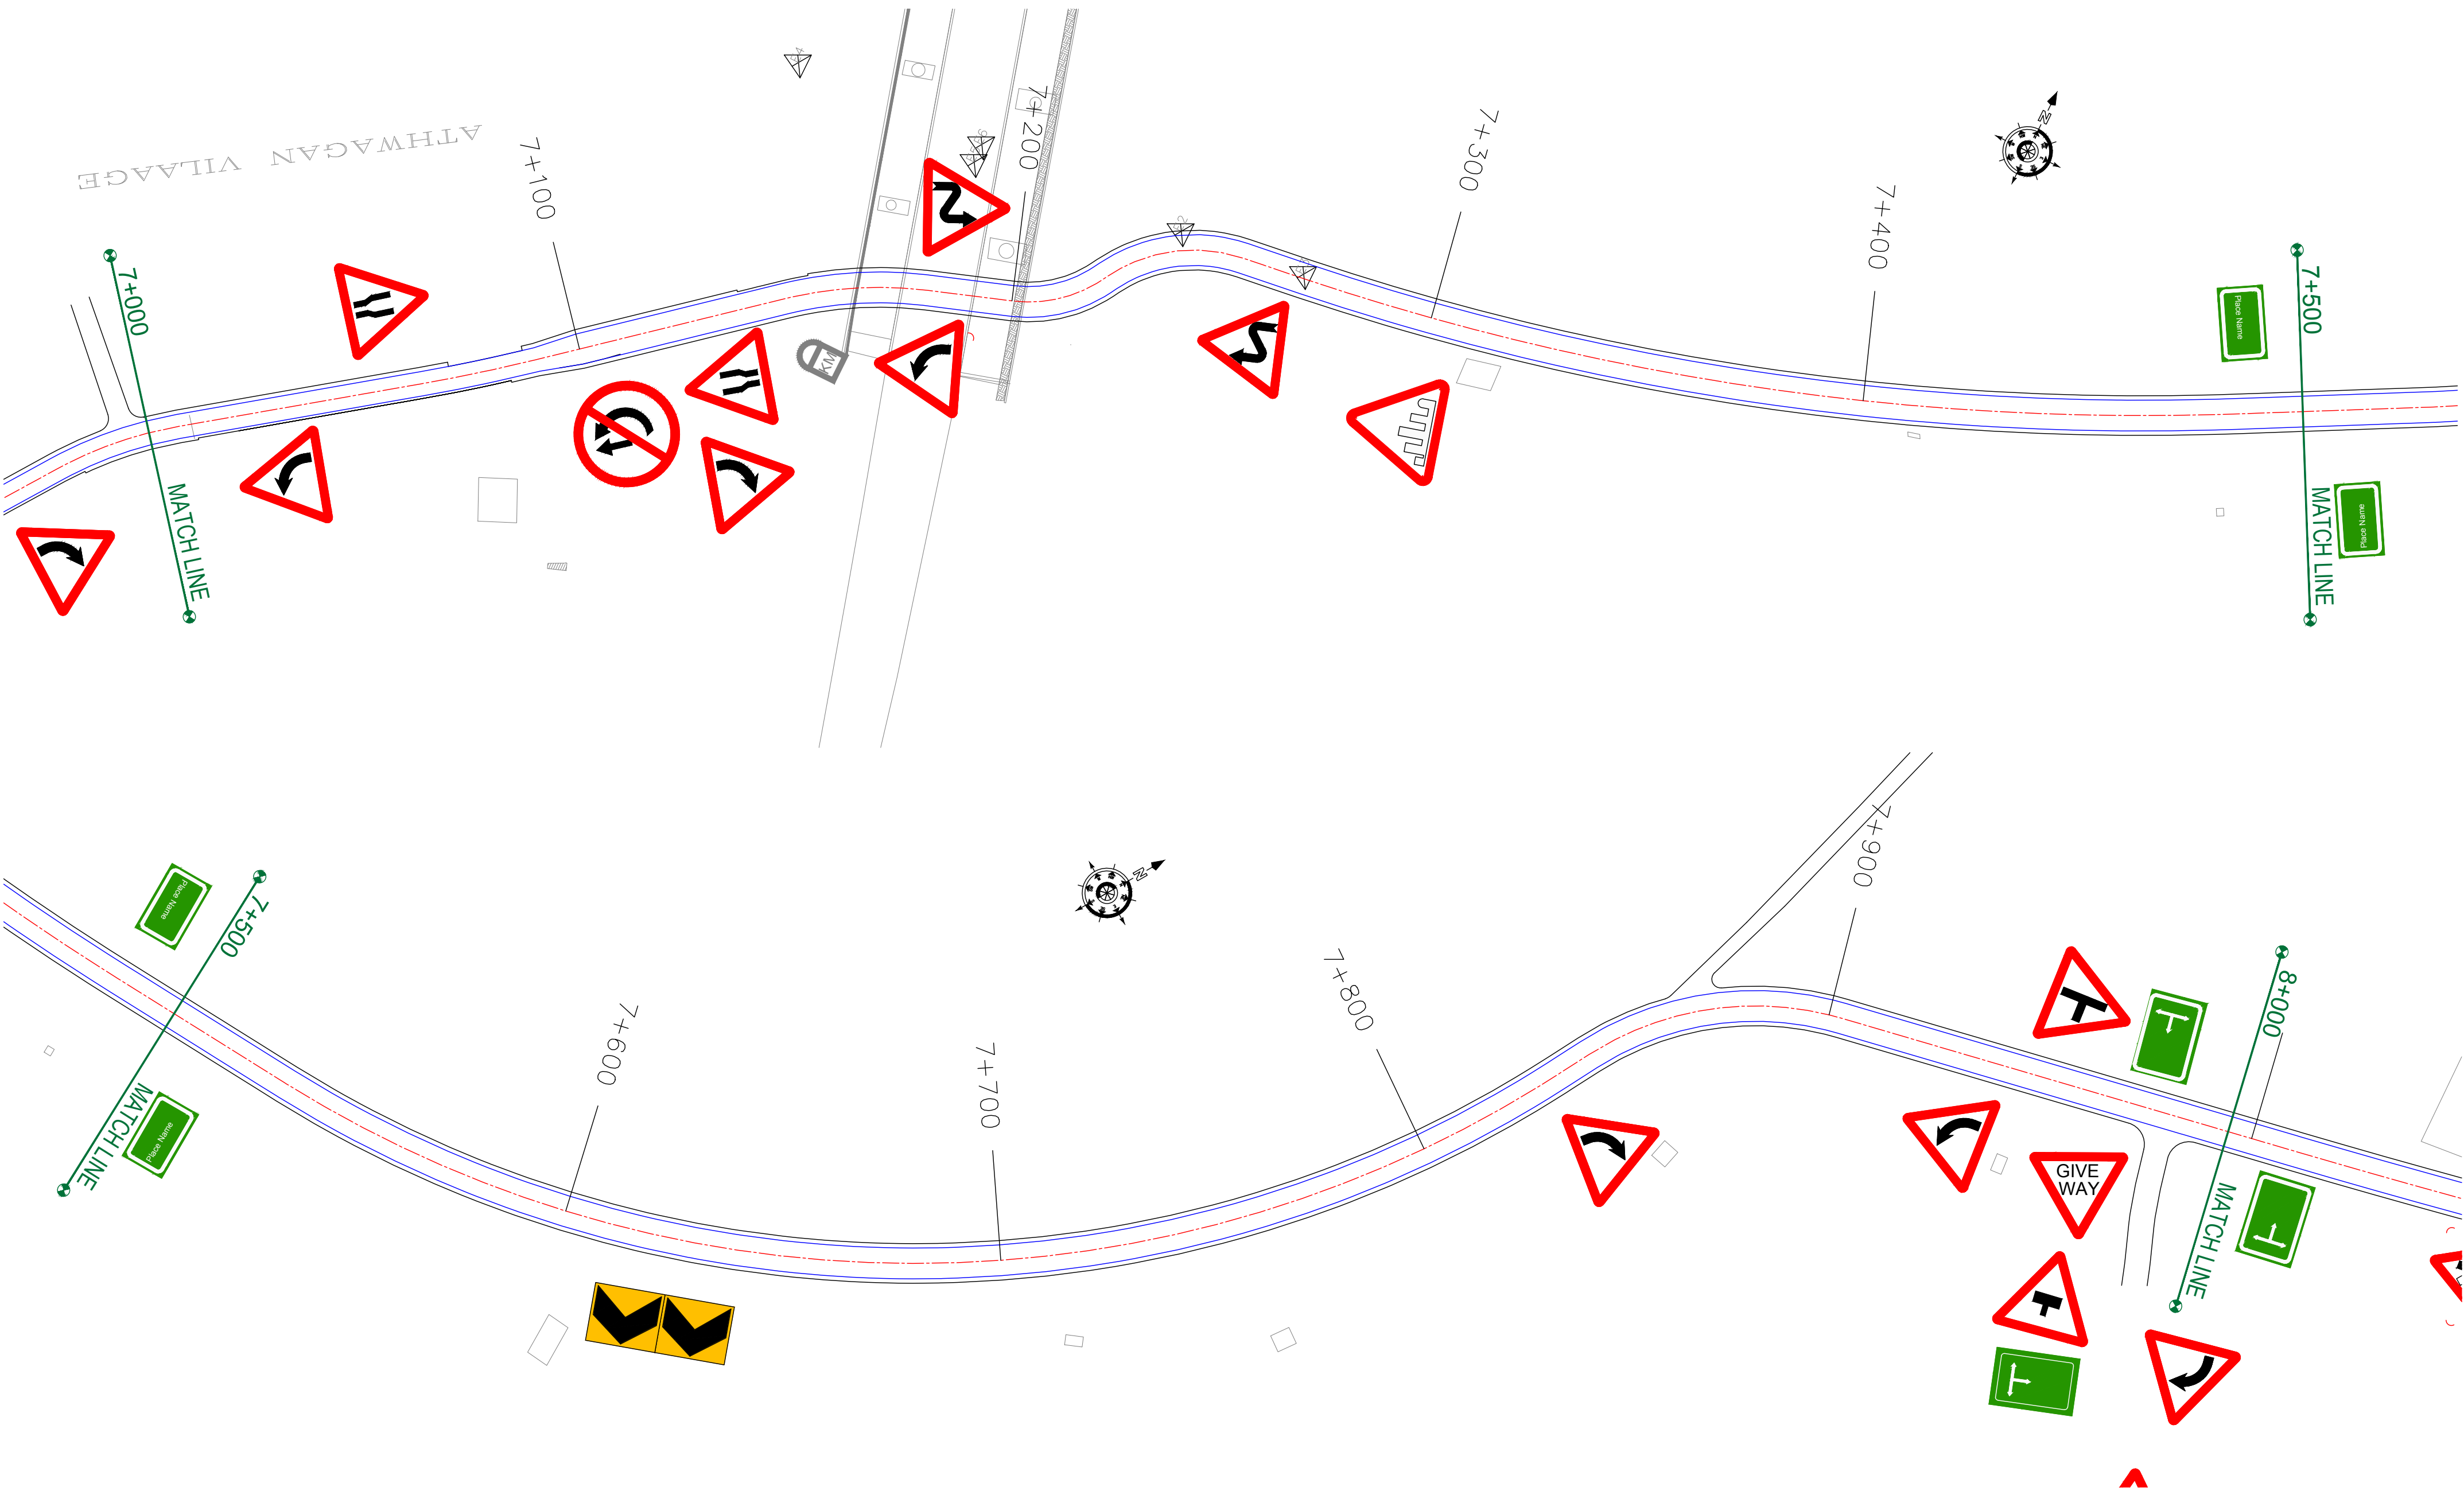 ATHWAGAN VILAAGE
7+000
MATCH LINE
7+100
KM
7+200
7+300
7+400
N
7+500
MATCH LINE
Place Name
Place Name
Place Name
7+500
MATCH LINE
Place Name
7+600
7+700
N
7+800
7+900
8+000
MATCH LINE
GIVE
WAY